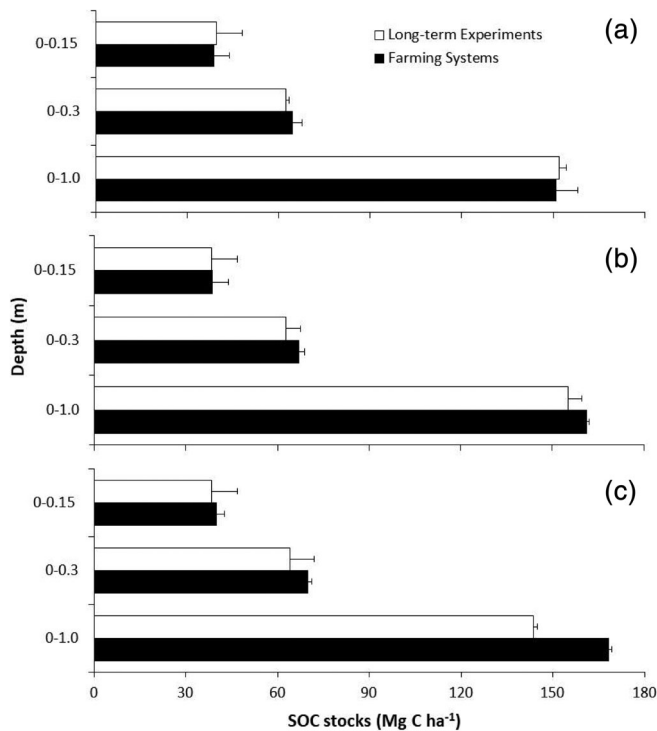 (a)
Long-term Experiments
Farming Systems
0-0.15
0-0.3
0-1.0
(b)
0-0.15
0-0.3
0-1.0
Depth (m)
(c)
0-0.15
0-0.3
0-1.0
0 30 60 90 120 150 180
SOC stocks (Mg C ha⁻¹)